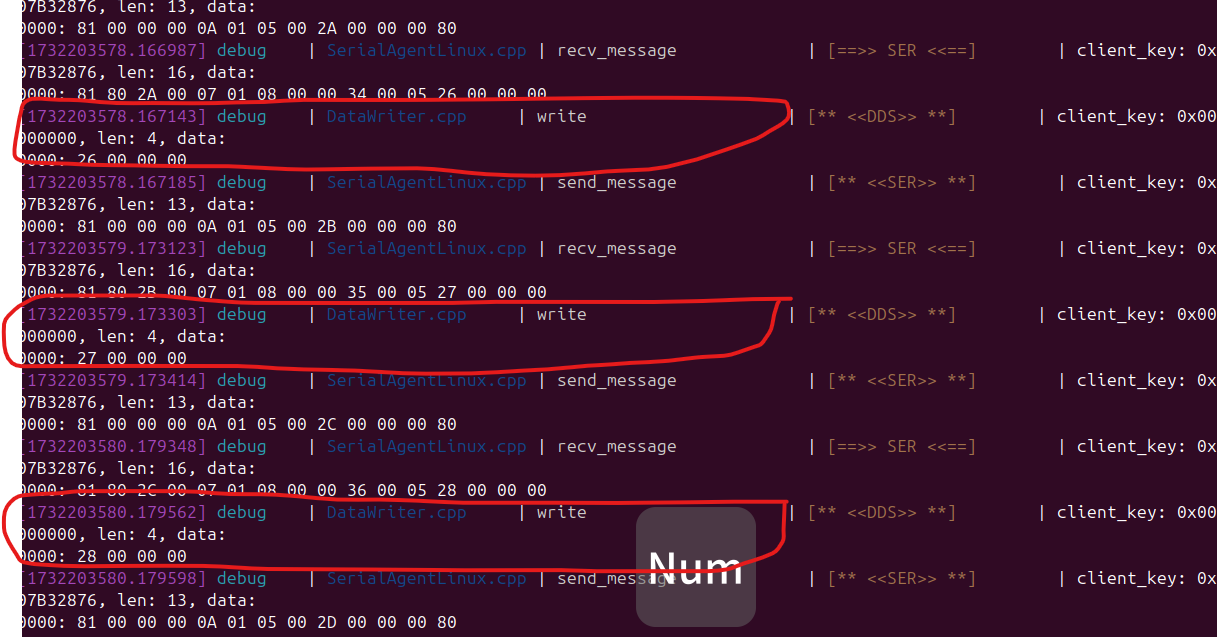 07B32876, len: 13, data:
0000: 81 00 00 00 0A 01 05 00 2A 00 00 00 80
[1732203578.166987] debug | SerialAgentLinux.cpp | recv_message | [==>> SER <<==] | client_key: 0x
07B32876, len: 16, data:
0000: 81 80 2A 00 07 01 08 00 00 34 00 05 26 00 00 00
[1732203578.167143] debug | DataWriter.cpp | write | [** <<DDS>> **] | client_key: 0x00
000000, len: 4, data:
0000: 26 00 00 00
[1732203578.167185] debug | SerialAgentLinux.cpp | send_message | [** <<SER>> **] | client_key: 0x
07B32876, len: 13, data:
0000: 81 00 00 00 0A 01 05 00 2B 00 00 00 80
[1732203579.173123] debug | SerialAgentLinux.cpp | recv_message | [==>> SER <<==] | client_key: 0x
07B32876, len: 16, data:
0000: 81 80 2B 00 07 01 08 00 00 35 00 05 27 00 00 00
[1732203579.173303] debug | DataWriter.cpp | write | [** <<DDS>> **] | client_key: 0x00
000000, len: 4, data:
0000: 27 00 00 00
[1732203579.173414] debug | SerialAgentLinux.cpp | send_message | [** <<SER>> **] | client_key: 0x
07B32876, len: 13, data:
0000: 81 00 00 00 0A 01 05 00 2C 00 00 00 80
[1732203580.179348] debug | SerialAgentLinux.cpp | recv_message | [==>> SER <<==] | client_key: 0x
07B32876, len: 16, data:
0000: 81 80 2C 00 07 01 08 00 00 36 00 05 28 00 00 00
[1732203580.179562] debug | DataWriter.cpp | write | [** <<DDS>> **] | client_key: 0x00
000000, len: 4, data:
0000: 28 00 00 00
Num
[1732203580.179598] debug | SerialAgentLinux.cpp | send_message | [** <<SER>> **] | client_key: 0x
07B32876, len: 13, data:
0000: 81 00 00 00 0A 01 05 00 2D 00 00 00 80